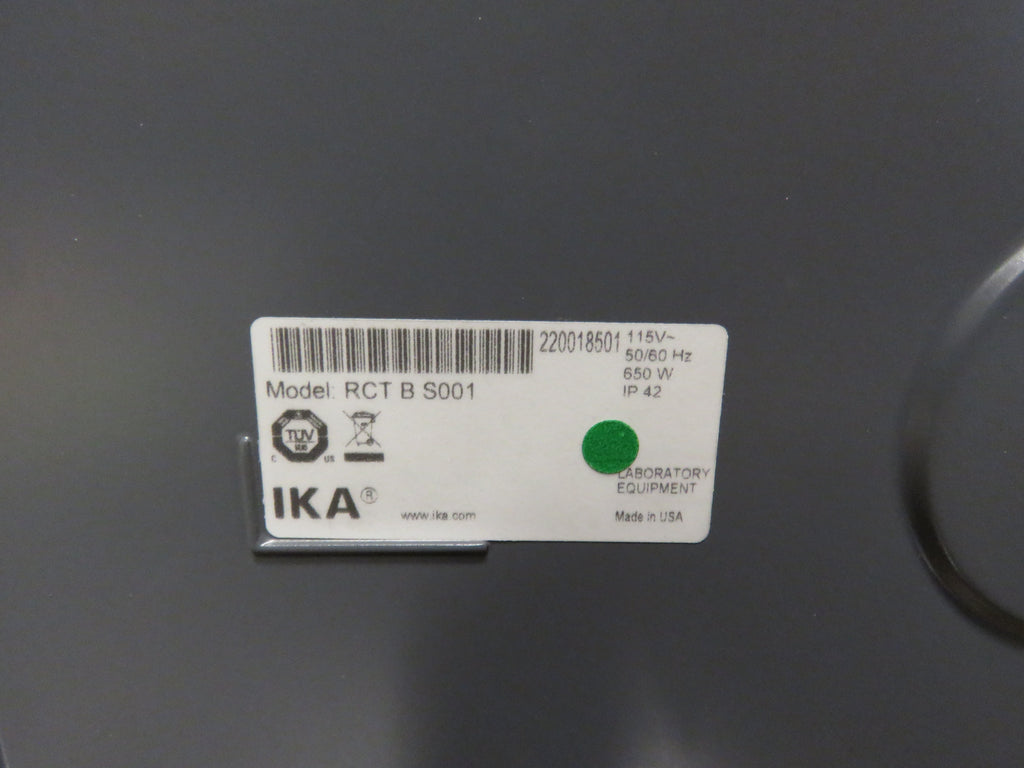 220018501
115V~
50/60 Hz
650 W
IP 42
Model: RCT B S001
TÜV
C US
IKA®
www.ika.com
LABORATORY
EQUIPMENT
Made in USA